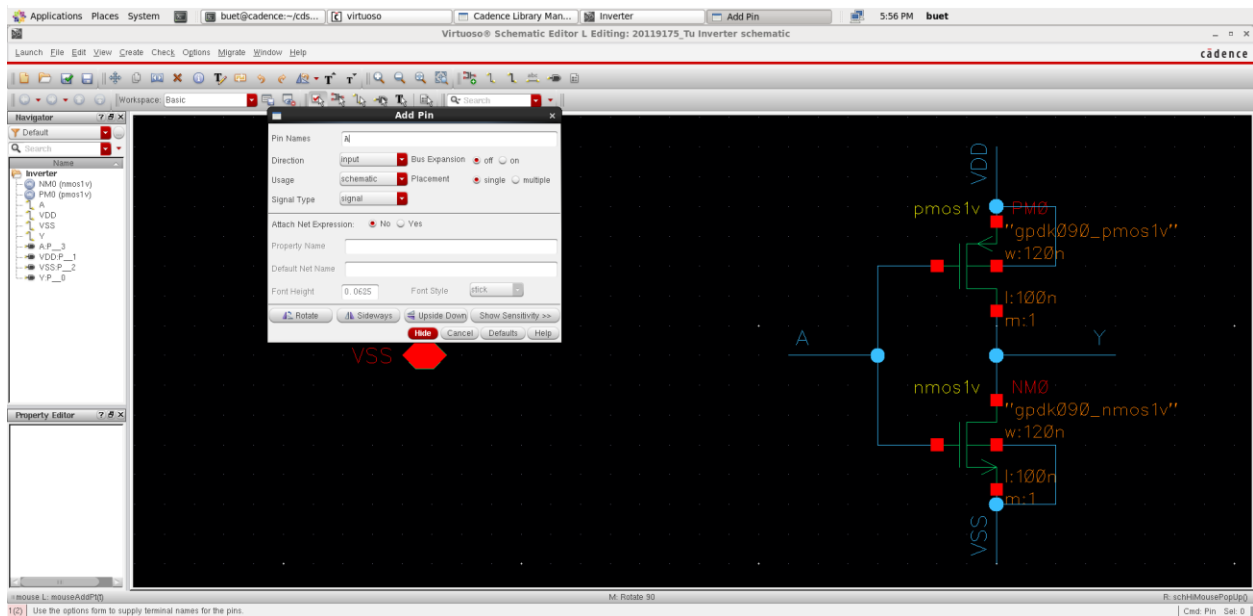 Applications Places System buet@cadence:~/cds... virtuoso Cadence Library Man... Inverter Add Pin 5:56 PM buet
Virtuoso® Schematic Editor L Editing: 20119175_Tu Inverter schematic
Launch File Edit View Create Check Options Migrate Window Help
cādence
Workspace: Basic
Search
Navigator
Default
Search
Name
Inverter
NM0 (nmos1v)
PM0 (pmos1v)
A
VDD
VSS
Y
A:P__3
VDD:P__1
VSS:P__2
Y:P__0
Property Editor
Add Pin
Pin Names A
Direction input Bus Expansion off on
Usage schematic Placement single multiple
Signal Type signal
Attach Net Expression: No Yes
Property Name
Default Net Name
Font Height 0.0625 Font Style stick
Rotate Sideways Upside Down Show Sensitivity >>
Hide Cancel Defaults Help
VSS
VDD
pmos1v PM0
"gpdk090_pmos1v"
w:120n
l:100n
m:1
A
Y
nmos1v NM0
"gpdk090_nmos1v"
w:120n
l:100n
m:1
VSS
mouse L: mouseAddPt() M: Rotate 90 R: schHiMousePopUp()
1(2) Use the options form to supply terminal names for the pins. Cmd: Pin Sel: 0